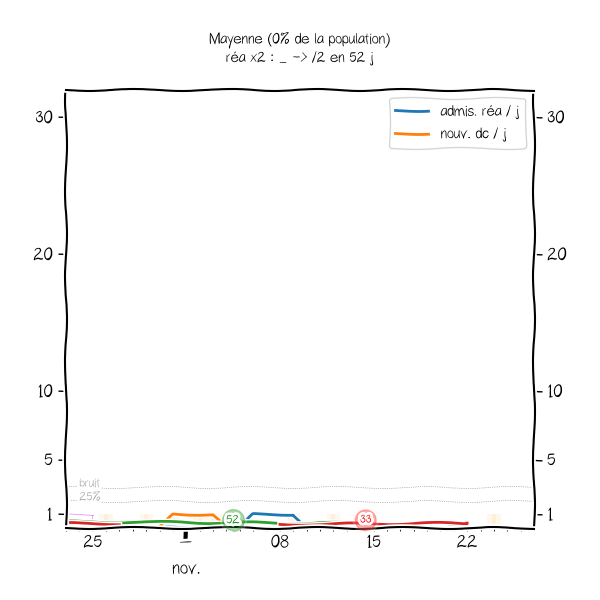 Mayenne (0% de la population)
réa x2 : _ -> /2 en 52 j
admis. réa / j
nouv. dc / j
30
30
20
20
10
10
5
5
bruit
25%
1
52
33
1
25
08
15
22
nov.